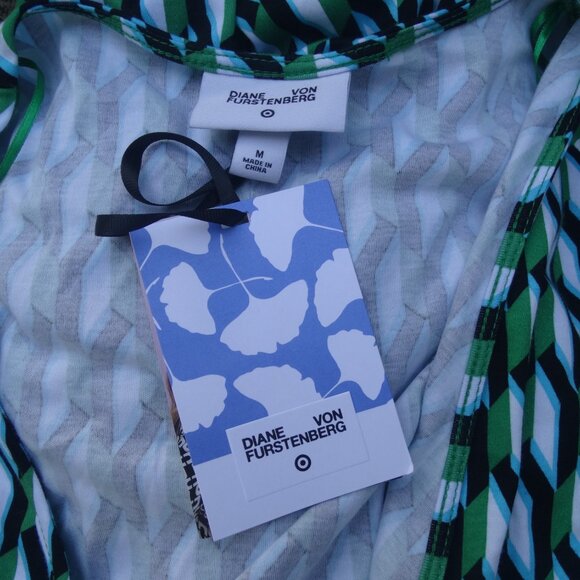 DIANE VON
FURSTENBERG
M
MADE IN
CHINA
DIANE VON
FURSTENBERG